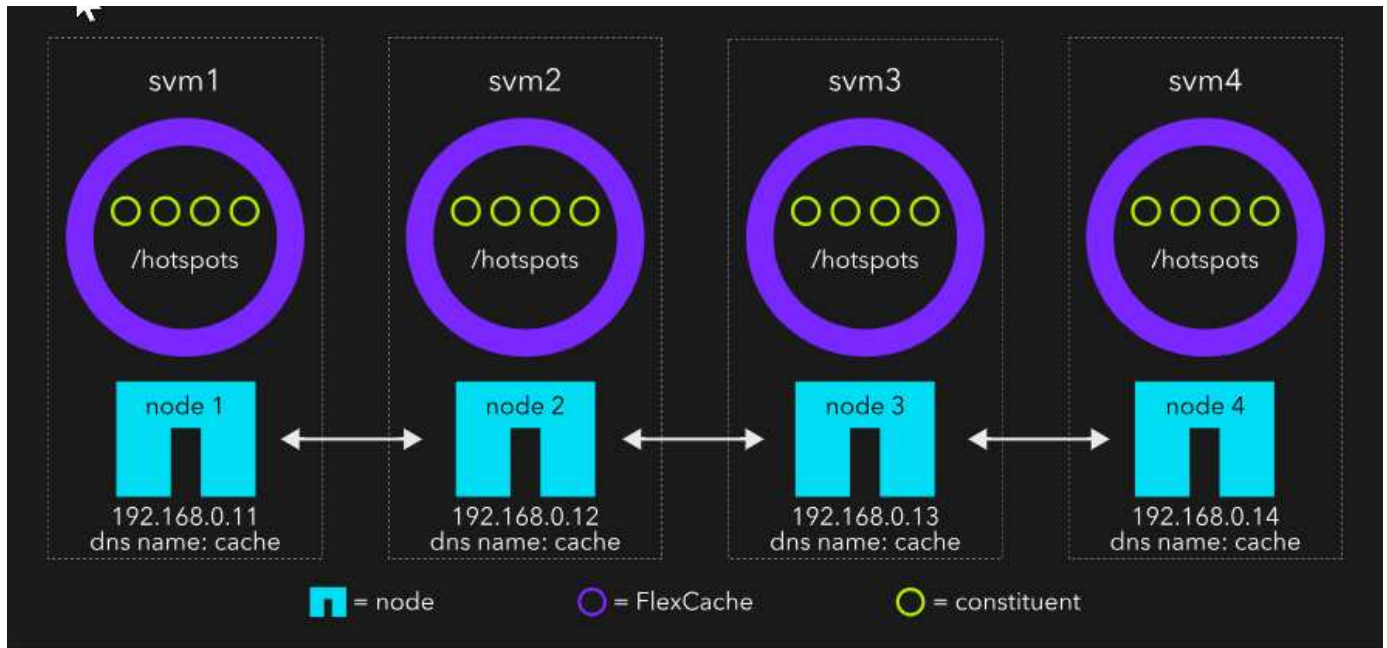 svm1
svm2
svm3
svm4
/hotspots
/hotspots
/hotspots
/hotspots
node 1
node 2
node 3
node 4
192.168.0.11
dns name: cache
192.168.0.12
dns name: cache
192.168.0.13
dns name: cache
192.168.0.14
dns name: cache
= node
= FlexCache
= constituent